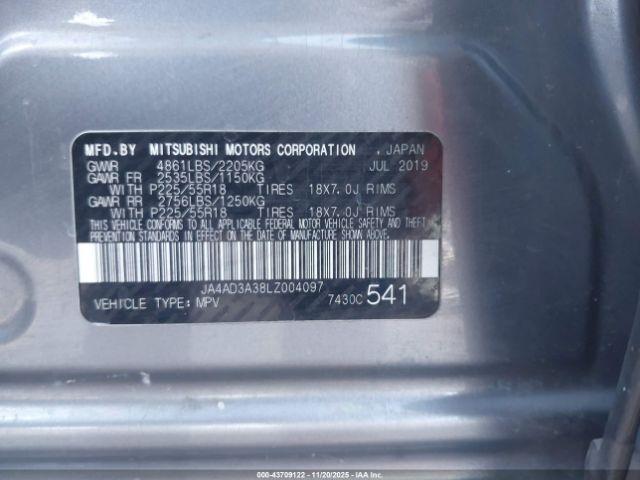 MFD.BY MITSUBISHI MOTORS CORPORATION , JAPAN
GVWR 4861LBS/2205KG JUL 2019
GAWR FR 2535LBS/1150KG
WITH P225/55R18 TIRES 18X7.0J RIMS
GAWR RR 2756LBS/1250KG
WITH P225/55R18 TIRES 18X7.0J RIMS
THIS VEHICLE CONFORMS TO ALL APPLICABLE FEDERAL MOTOR VEHICLE SAFETY AND THEFT
PREVENTION STANDARDS IN EFFECT ON THE DATE OF MANUFACTURE SHOWN ABOVE.
JA4AD3A38LZ004097
VEHICLE TYPE: MPV 7430C 541
000-43709122 - 11/20/2025 - 44222